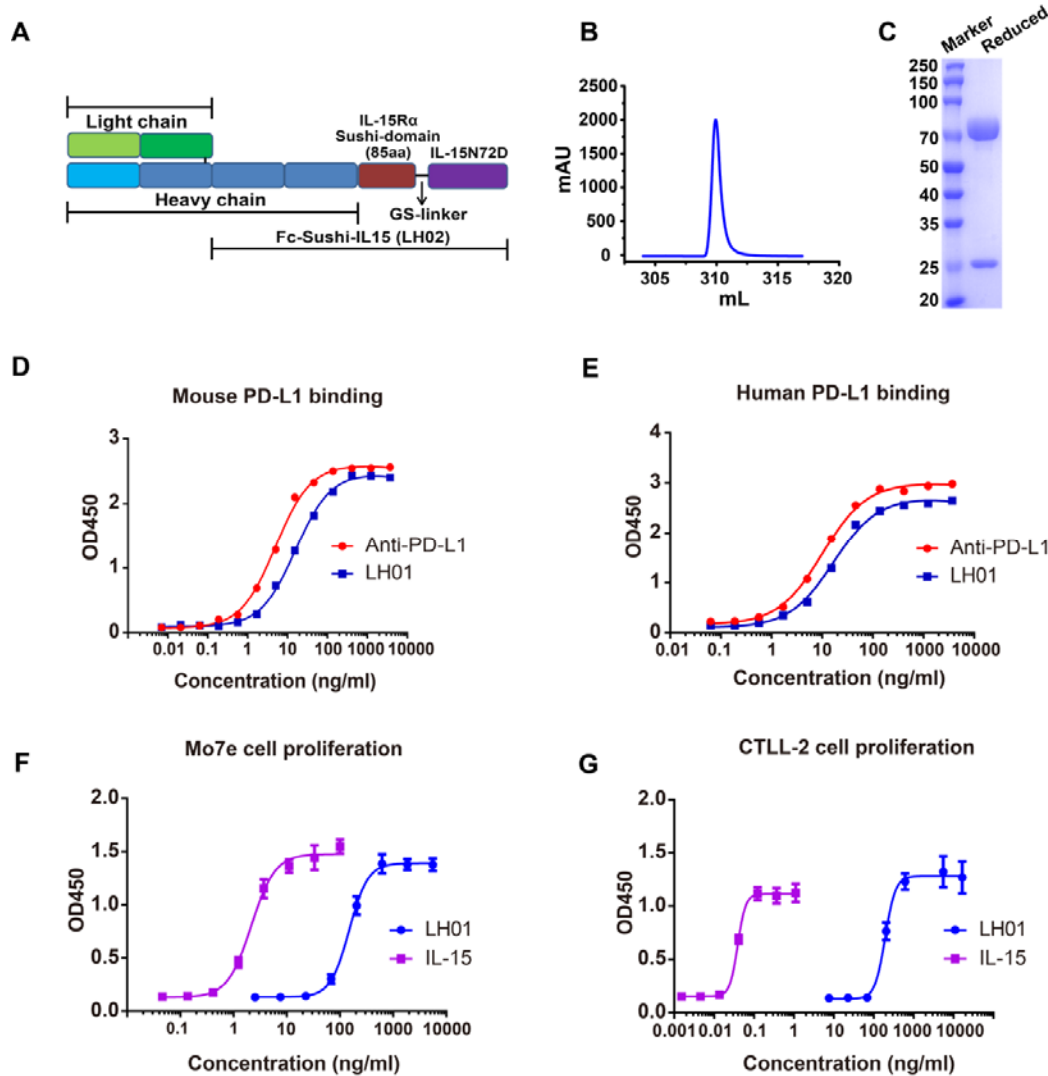 A
Light chain
IL-15Rα
Sushi-domain
(85aa)
IL-15N72D
Heavy chain
GS-linker
Fc-Sushi-IL15 (LH02)
B
2500
2000
1500
1000
500
0
mAU
305
310
315
320
mL
C
Marker
Reduced
250
150
100
70
50
40
35
25
20
D
Mouse PD-L1 binding
3
2
1
0
OD450
Anti-PD-L1
LH01
0.01
0.1
1
10
100
1000
10000
Concentration (ng/ml)
E
Human PD-L1 binding
4
3
2
1
0
OD450
Anti-PD-L1
LH01
0.01
0.1
1
10
100
1000
10000
Concentration (ng/ml)
F
Mo7e cell proliferation
2.0
1.5
1.0
0.5
0.0
OD450
LH01
IL-15
0.1
1
10
100
1000
10000
Concentration (ng/ml)
G
CTLL-2 cell proliferation
2.0
1.5
1.0
0.5
0.0
OD450
LH01
IL-15
0.001
0.01
0.1
1
10
100
1000
10000
Concentration (ng/ml)